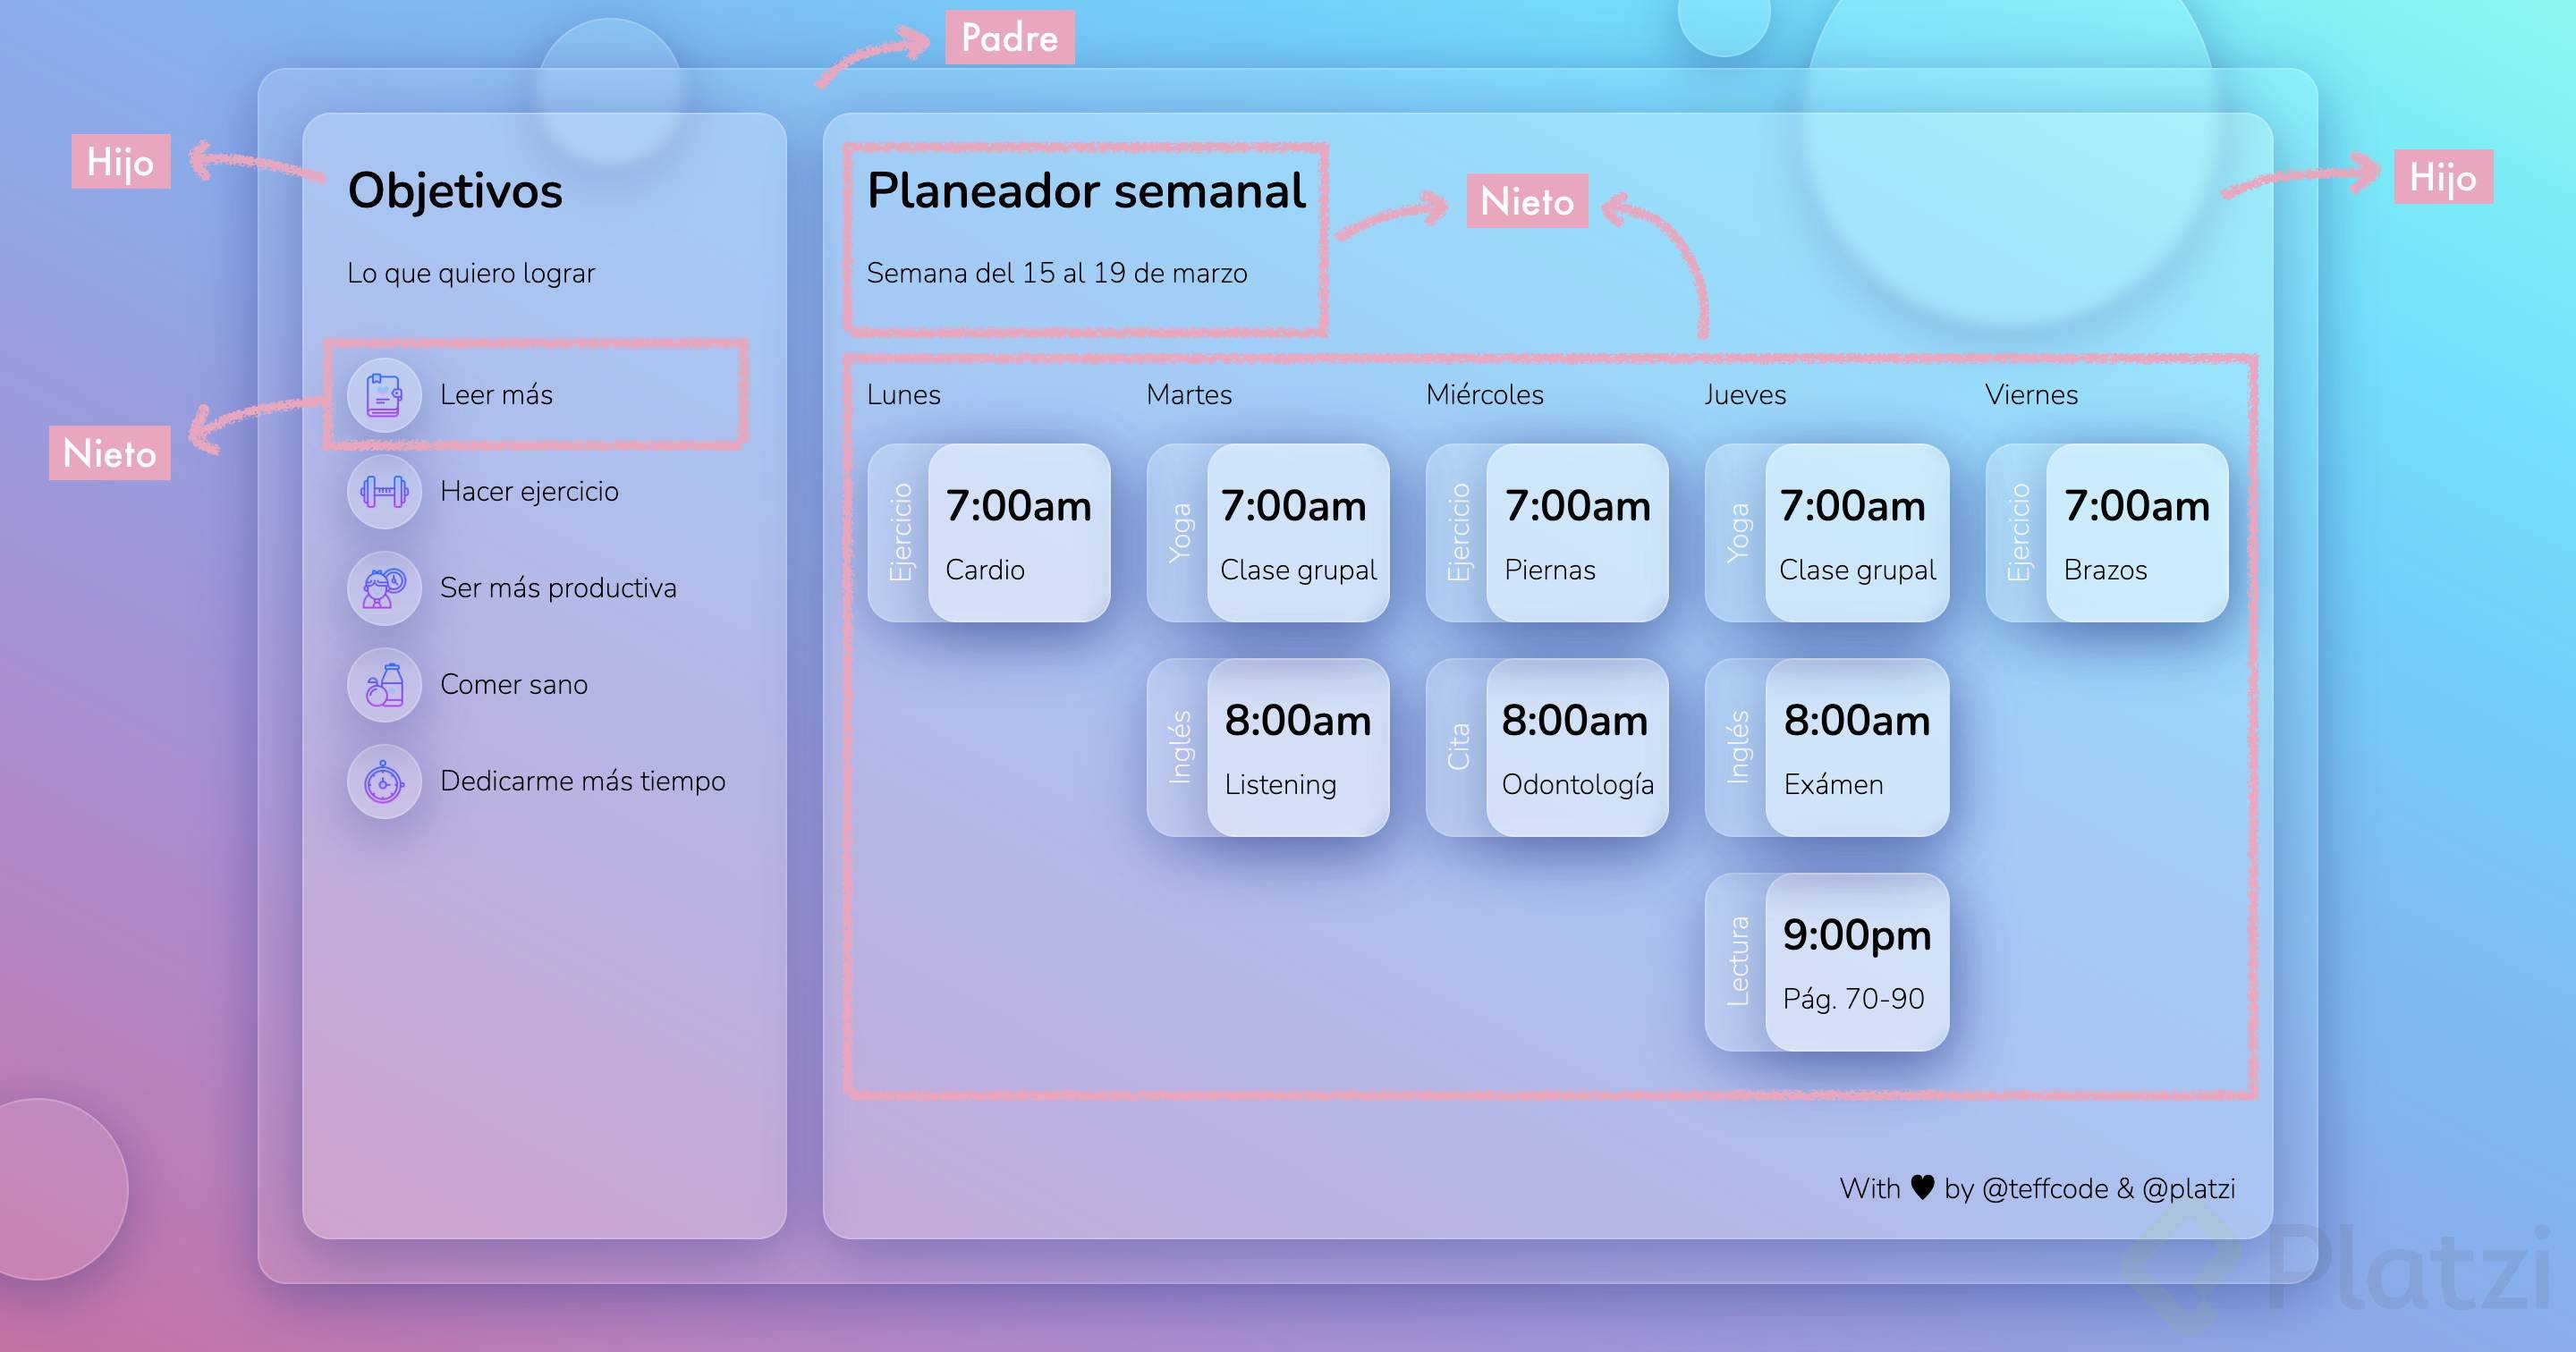 Padre
Hijo
Objetivos
Lo que quiero lograr
Leer más
Nieto
Hacer ejercicio
Ser más productiva
Comer sano
Dedicarme más tiempo
Planeador semanal
Semana del 15 al 19 de marzo
Nieto
Hijo
Lunes
Martes
Miércoles
Jueves
Viernes
Ejercicio
7:00am
Cardio
Yoga
7:00am
Clase grupal
Ejercicio
7:00am
Piernas
Yoga
7:00am
Clase grupal
Ejercicio
7:00am
Brazos
Inglés
8:00am
Listening
Cita
8:00am
Odontología
Inglés
8:00am
Exámen
Lectura
9:00pm
Pág. 70-90
With ♥ by @teffcode & @platzi
Platzi